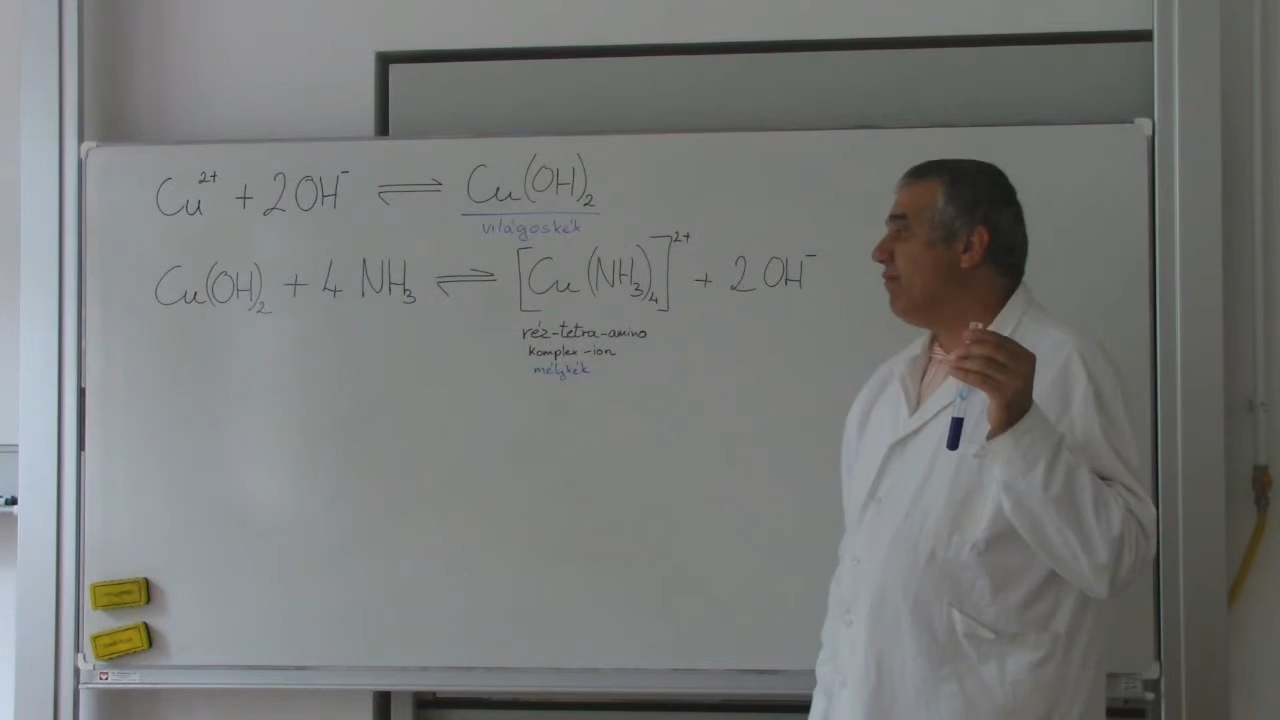 Cu²⁺ + 2OH⁻ ⇌ Cu(OH)₂
világoskék
Cu(OH)₂ + 4 NH₃ ⇌ [Cu(NH₃)₄]²⁺ + 2OH⁻
réz-tetra-amino
komplex-ion
mélykék